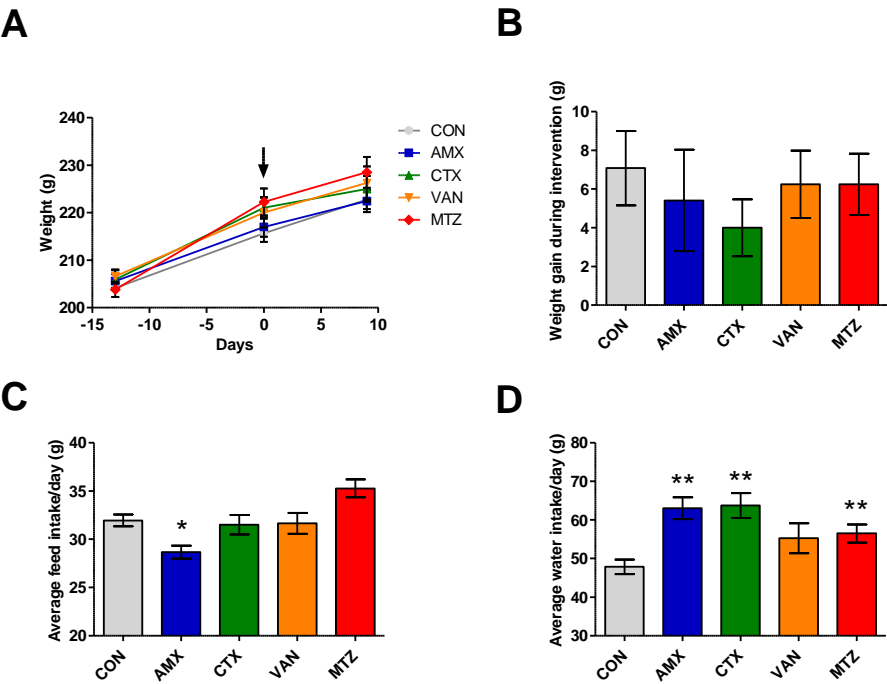 A
Weight (g)
240
230
220
210
200
-15 -10 -5 0 5 10
Days
CON
AMX
CTX
VAN
MTZ
B
Weight gain during intervention (g)
10
8
6
4
2
0
CON AMX CTX VAN MTZ
C
Average feed intake/day (g)
40
35
30
25
20
*
CON AMX CTX VAN MTZ
D
Average water intake/day (g)
80
70
60
50
40
30
** ** **
CON AMX CTX VAN MTZ